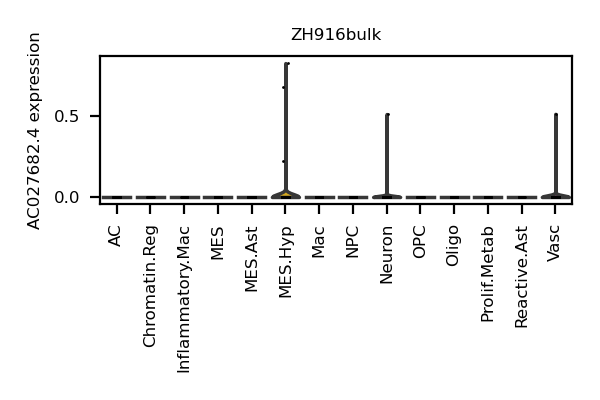 ZH916bulk
AC027682.4 expression
0.5
0.0
AC
Chromatin.Reg
Inflammatory.Mac
MES
MES.Ast
MES.Hyp
Mac
NPC
Neuron
OPC
Oligo
Prolif.Metab
Reactive.Ast
Vasc